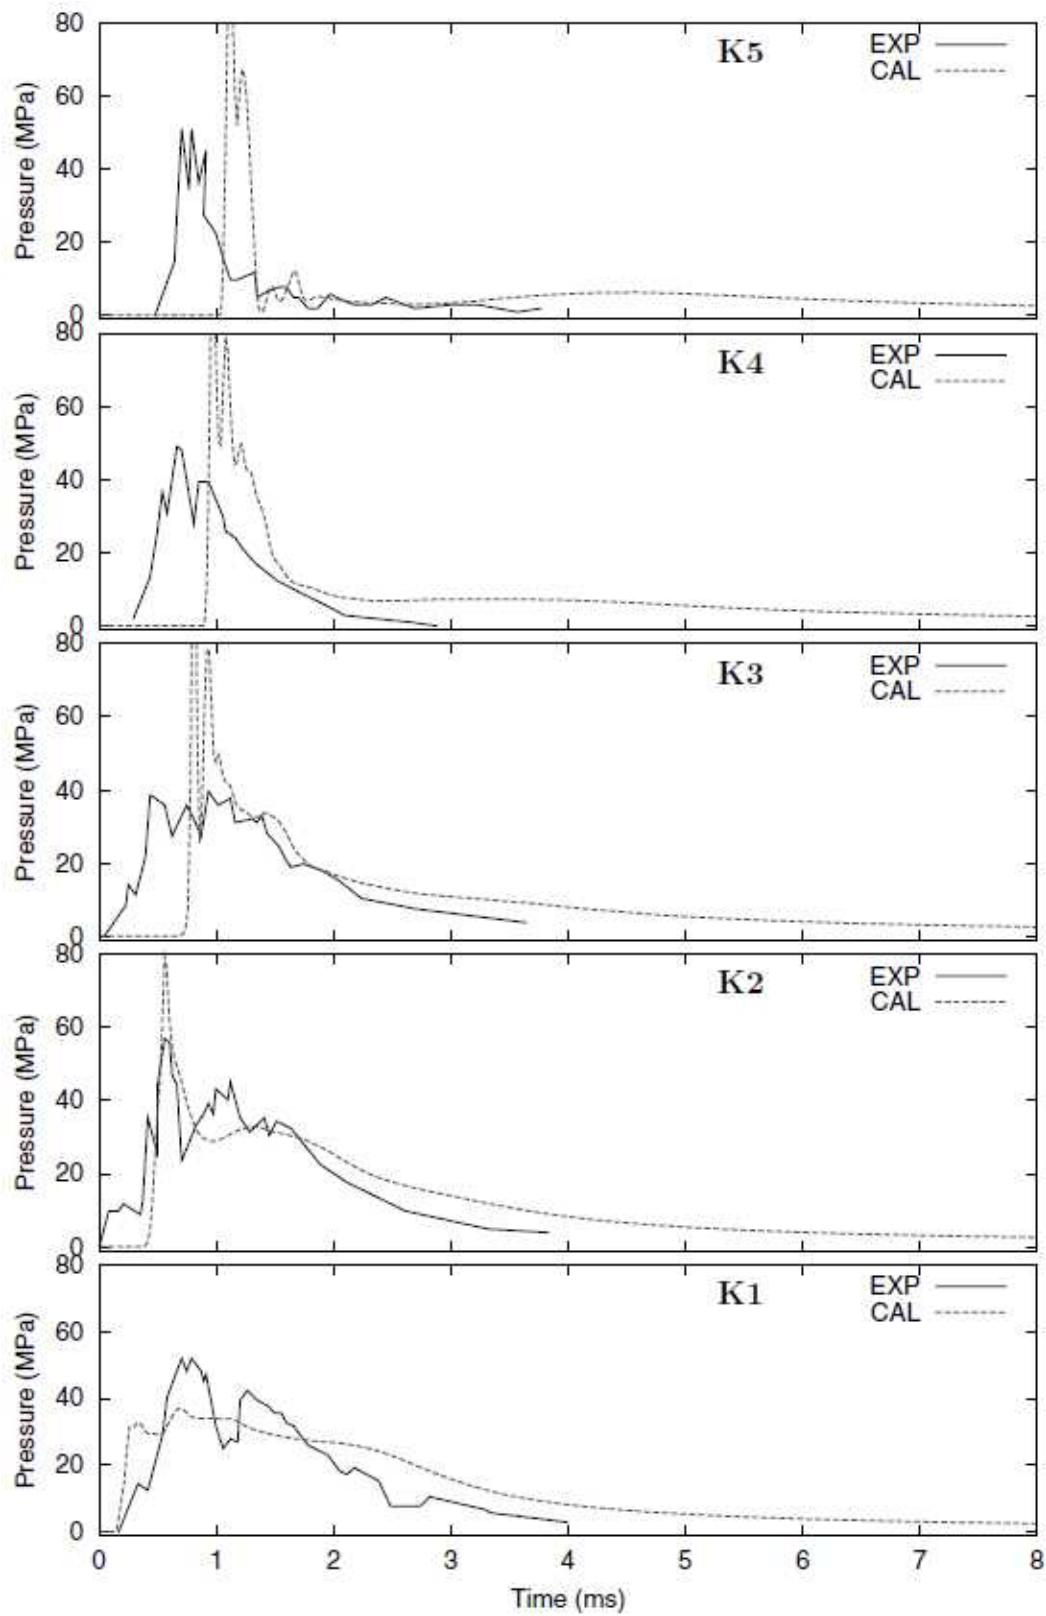 80
60
40
20
0
Pressure (MPa)
K5
EXP
CAL
80
60
40
20
0
Pressure (MPa)
K4
EXP
CAL
80
60
40
20
0
Pressure (MPa)
K3
EXP
CAL
80
60
40
20
0
Pressure (MPa)
K2
EXP
CAL
80
60
40
20
0
Pressure (MPa)
K1
EXP
CAL
0 1 2 3 4 5 6 7 8
Time (ms)